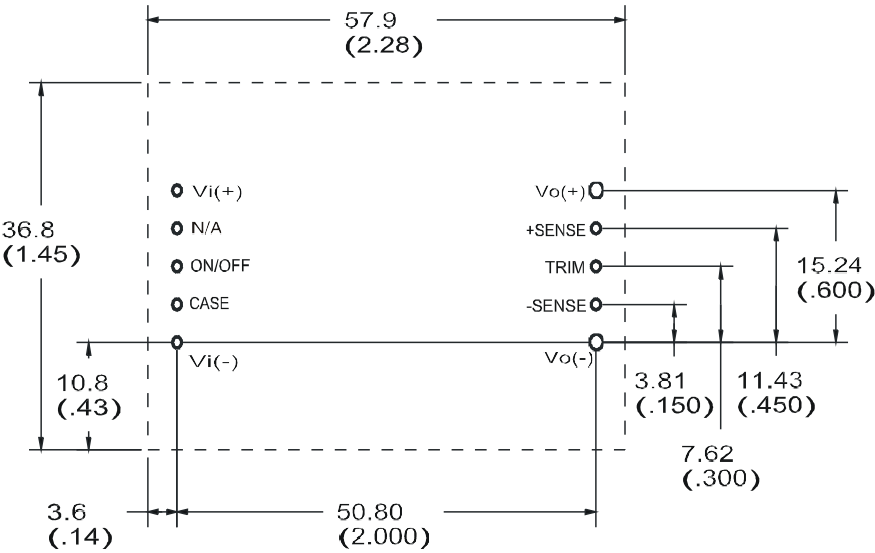 57.9
(2.28)
Vi(+)
Vo(+)
N/A
+SENSE
36.8
(1.45)
ON/OFF
TRIM
15.24
(.600)
CASE
-SENSE
Vi(-)
Vo(-)
10.8
(.43)
3.81
(.150)
11.43
(.450)
7.62
(.300)
3.6
(.14)
50.80
(2.000)